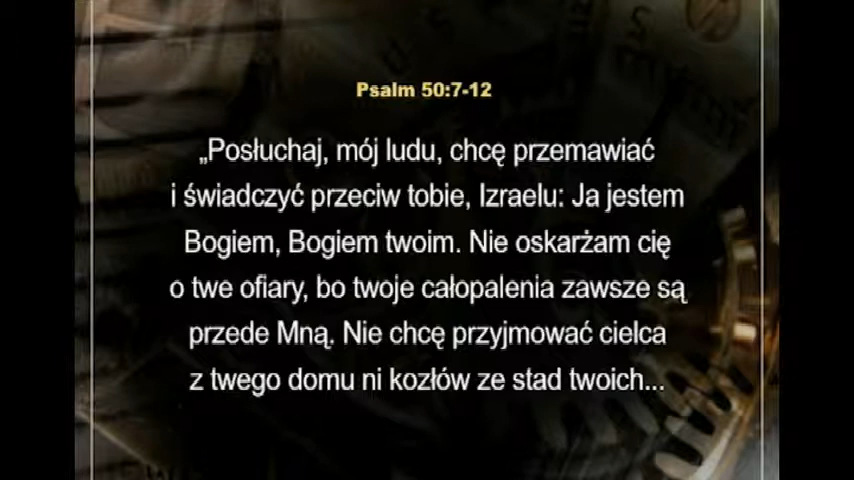 Psalm 50:7-12
„Posłuchaj, mój ludu, chcę przemawiać
i świadczyć przeciw tobie, Izraelu: Ja jestem
Bogiem, Bogiem twoim. Nie oskarżam cię
o twe ofiary, bo twoje całopalenia zawsze są
przede Mną. Nie chcę przyjmować cielca
z twego domu ni kozłów ze stad twoich...